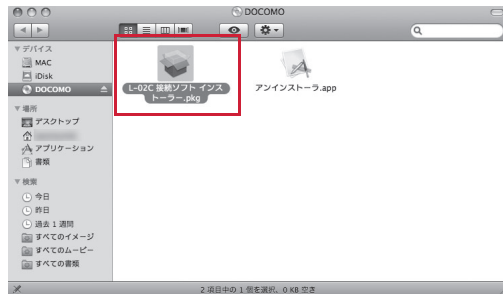 DOCOMO
デバイス
MAC
iDisk
DOCOMO
場所
デスクトップ
アプリケーション
書類
検索
今日
昨日
過去 1 週間
すべてのイメージ
すべてのムービー
すべての書類
L-02C 接続ソフト インス
トーラー.pkg
アンインストーラ.app
2 項目中の 1 個を選択、0 KB 空き